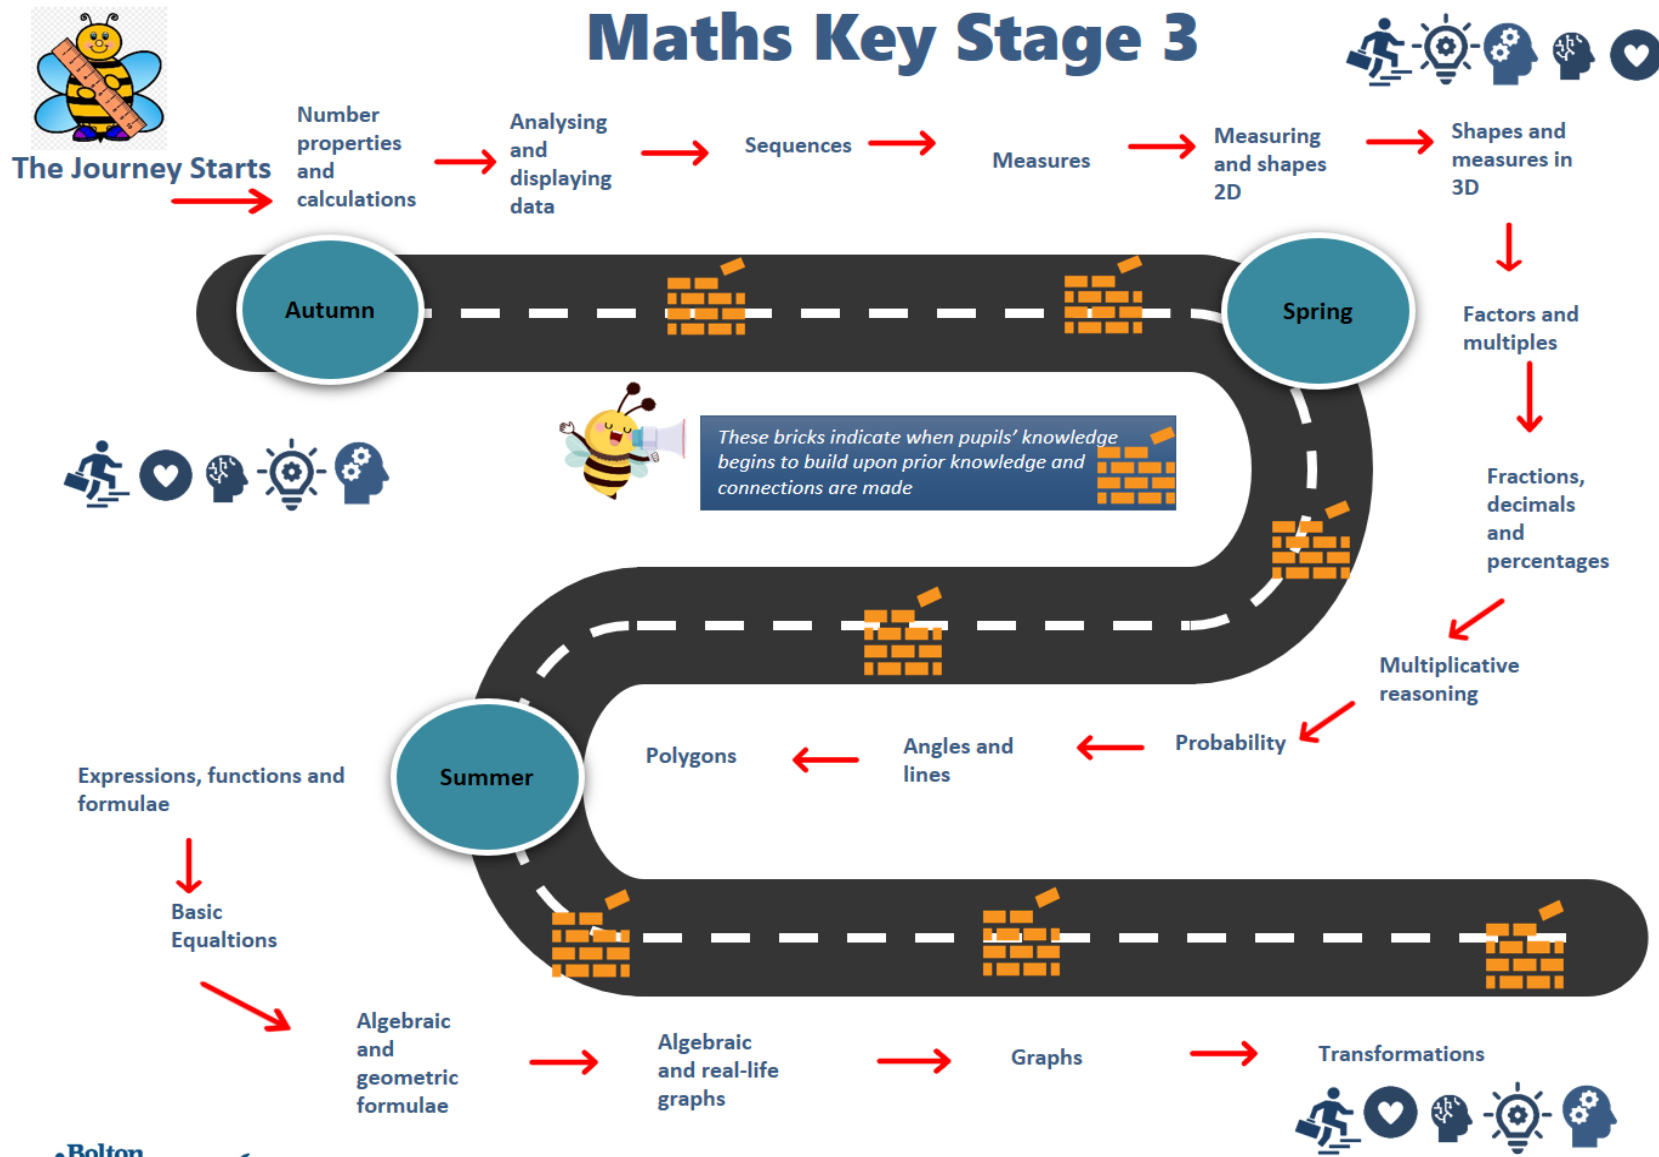 Maths Key Stage 3
The Journey Starts
Number
properties
and
calculations
Analysing
and
displaying
data
Sequences
Measures
Measuring
and shapes
2D
Shapes and
measures in
3D
Autumn
Spring
Factors and
multiples
These bricks indicate when pupils' knowledge
begins to build upon prior knowledge and
connections are made
Fractions,
decimals
and
percentages
Multiplicative
reasoning
Probability
Angles and
lines
Polygons
Summer
Expressions, functions and
formulae
Basic
Equaltions
Algebraic
and
geometric
formulae
Algebraic
and real-life
graphs
Graphs
Transformations
Bolton